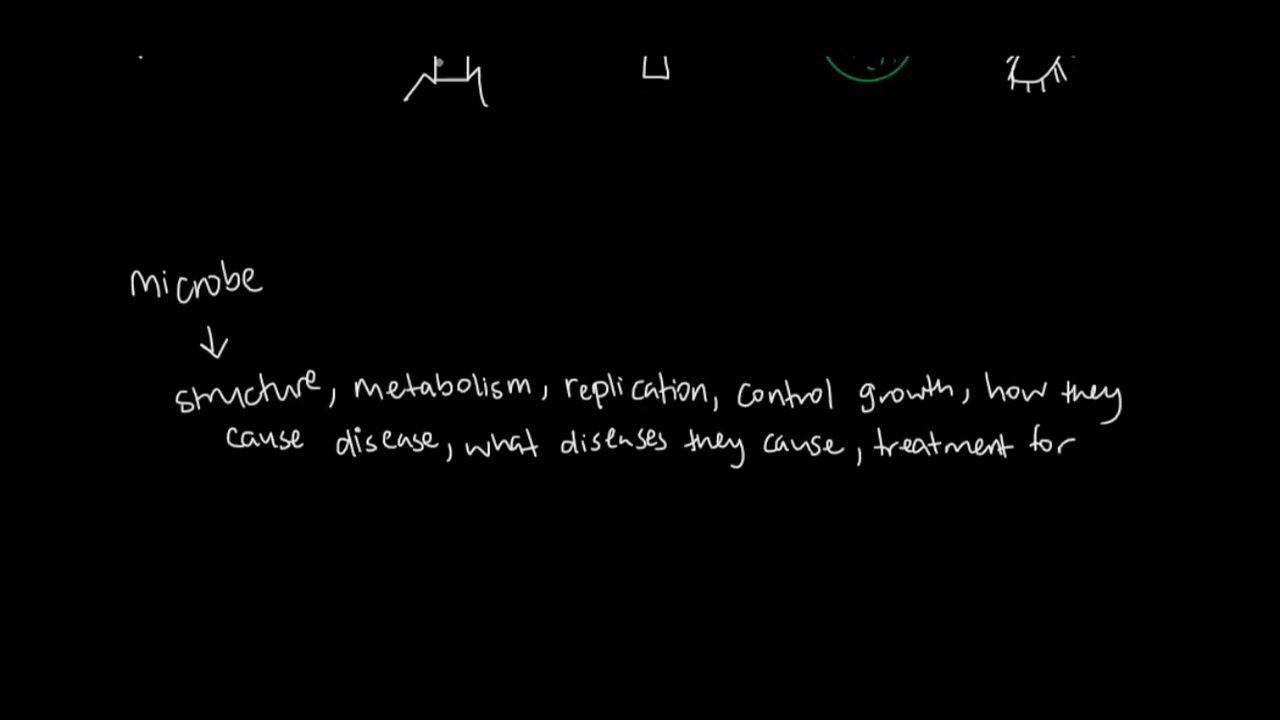 Microbe
structure, metabolism, replication, control growth, how they
cause disease, what diseases they cause, treatment for